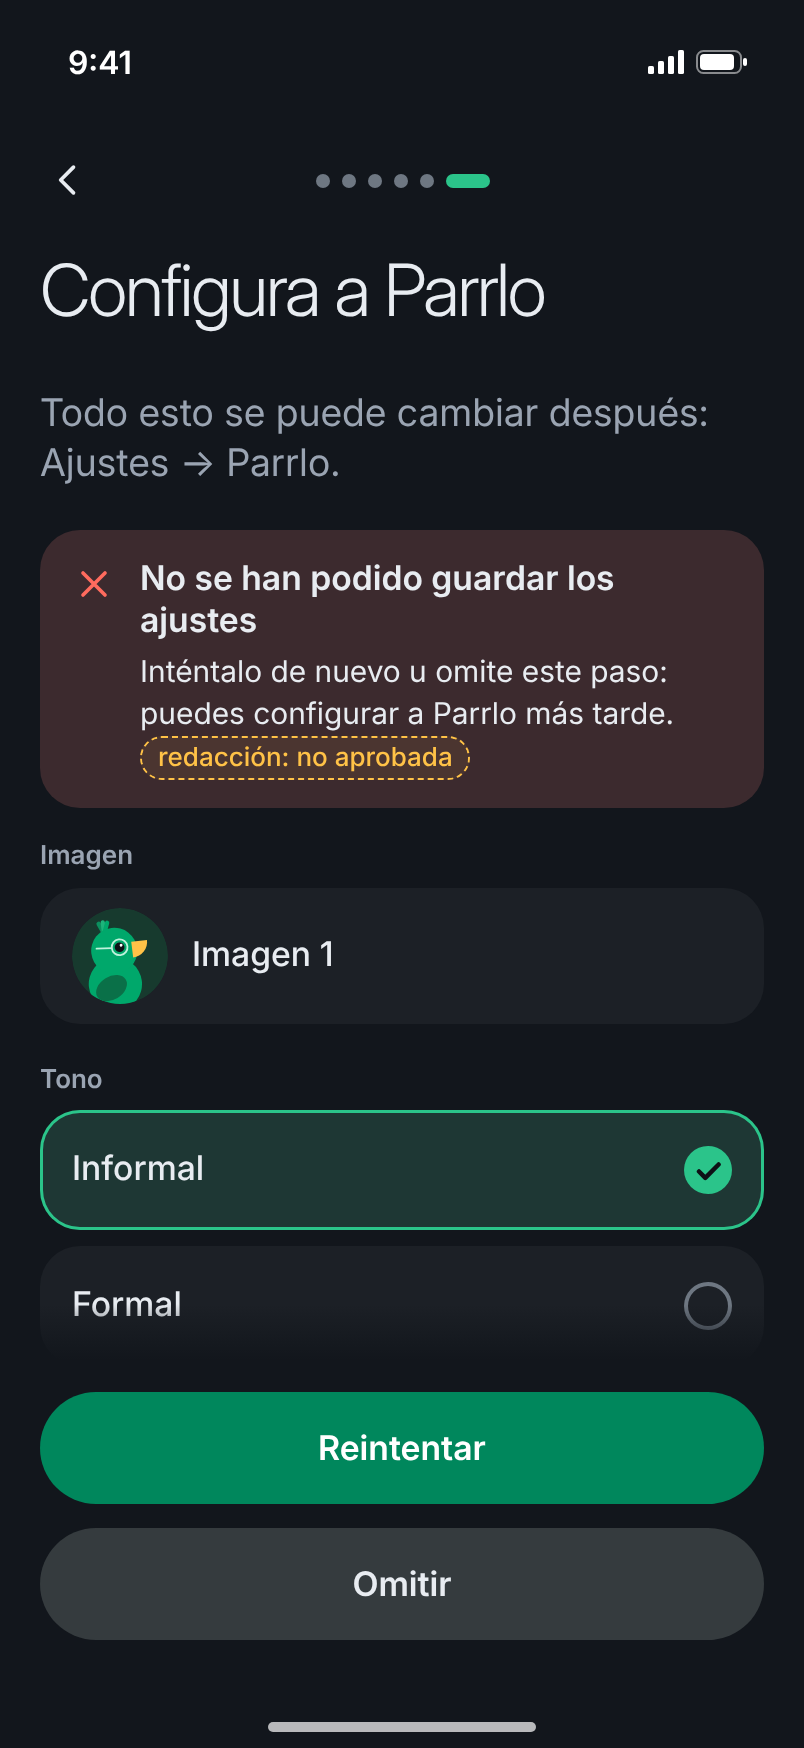 9:41
Configura a Parrlo
Todo esto se puede cambiar después:
Ajustes → Parrlo.
No se han podido guardar los
ajustes
Inténtalo de nuevo u omite este paso:
puedes configurar a Parrlo más tarde.
redacción: no aprobada
Imagen
Imagen 1
Tono
Informal
Formal
Reintentar
Omitir